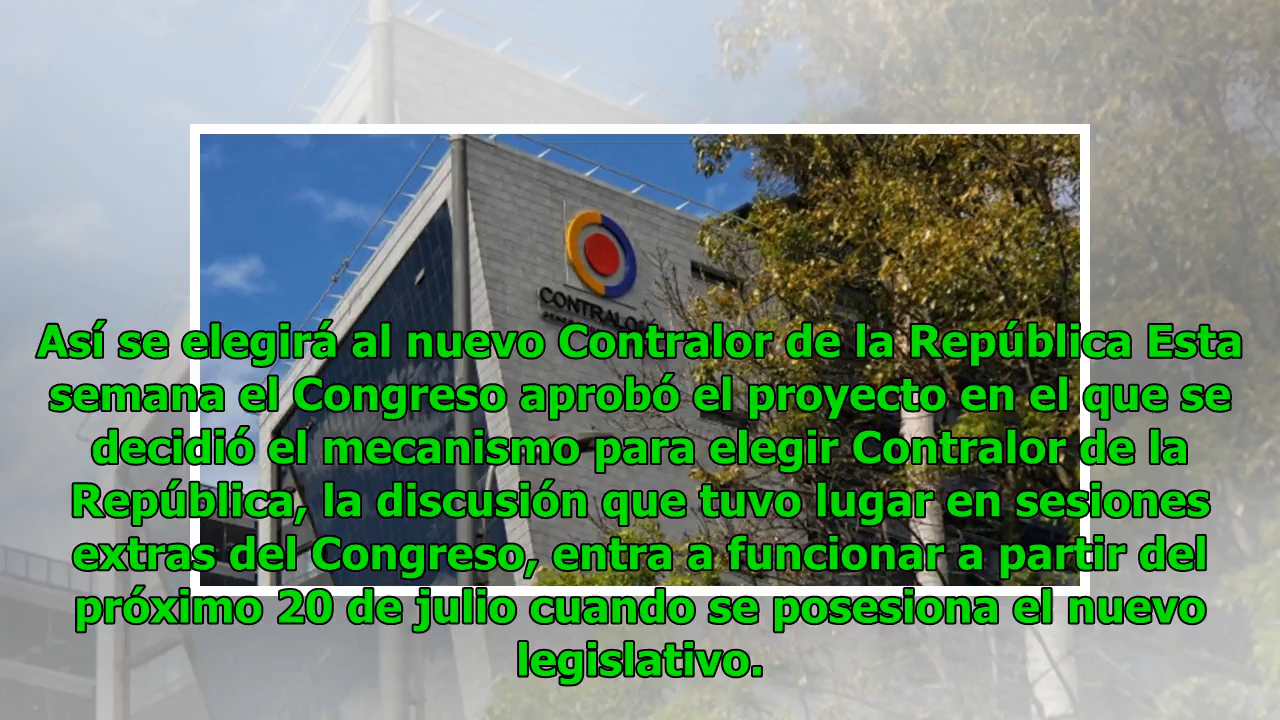 CONTRALOR
Así se elegirá al nuevo Contralor de la República Esta
semana el Congreso aprobó el proyecto en el que se
decidió el mecanismo para elegir Contralor de la
República, la discusión que tuvo lugar en sesiones
extras del Congreso, entra a funcionar a partir del
próximo 20 de julio cuando se posesiona el nuevo
legislativo.